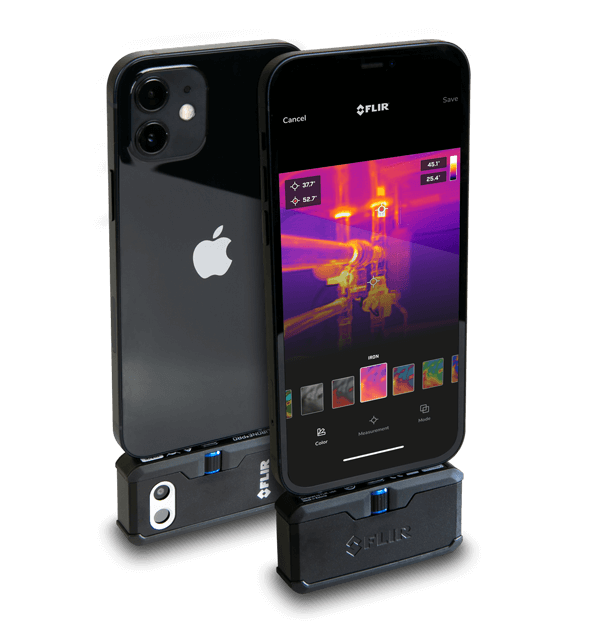 Cancel
FLIR
Save
37.7°
52.7°
45.1°
25.4°
IRON
Color
Measurement
Mode
FLIR
FLIR